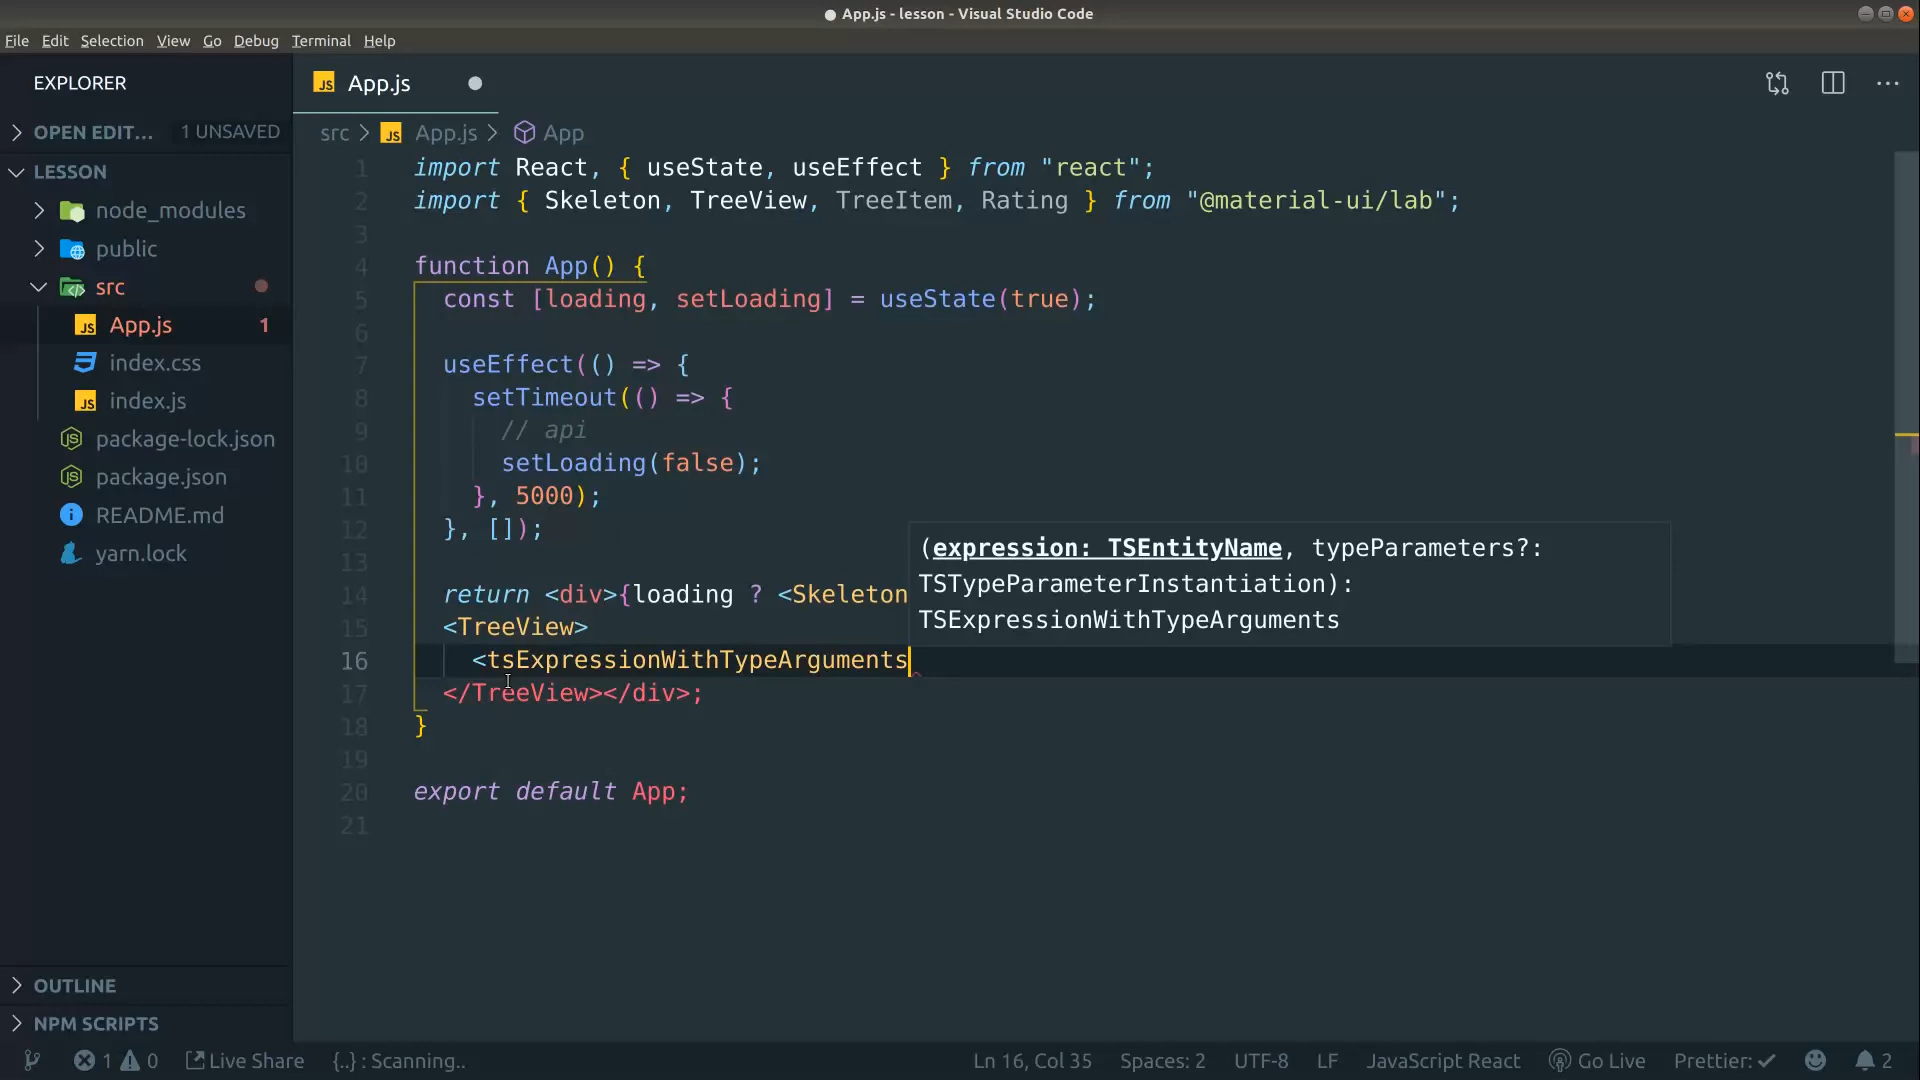 ● App.js - lesson - Visual Studio Code
File Edit Selection View Go Debug Terminal Help
EXPLORER
OPEN EDIT... 1 UNSAVED
LESSON
node_modules
public
src
App.js 1
index.css
index.js
package-lock.json
package.json
README.md
yarn.lock
OUTLINE
NPM SCRIPTS
JS App.js
src > JS App.js > App
1 import React, { useState, useEffect } from "react";
2 import { Skeleton, TreeView, TreeItem, Rating } from "@material-ui/lab";
3
4 function App() {
5 const [loading, setLoading] = useState(true);
6
7 useEffect(() => {
8 setTimeout(() => {
9 // api
10 setLoading(false);
11 }, 5000);
12 }, []);
13
14 return <div>{loading ? <Skeleton
15 <TreeView>
16 <tsExpressionWithTypeArguments
17 </TreeView></div>;
18 }
19
20 export default App;
21
(expression: TSEntityName, typeParameters?:
TSTypeParameterInstantiation):
TSExpressionWithTypeArguments
1 0 Live Share {..} : Scanning.. Ln 16, Col 35 Spaces: 2 UTF-8 LF JavaScript React Go Live Prettier: ✓ 2